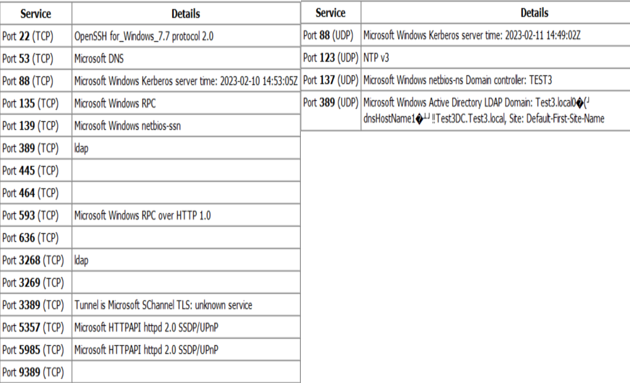 Service Details
Port 22 (TCP) OpenSSH for_Windows_7.7 protocol 2.0
Port 53 (TCP) Microsoft DNS
Port 88 (TCP) Microsoft Windows Kerberos server time: 2023-02-10 14:53:05Z
Port 135 (TCP) Microsoft Windows RPC
Port 139 (TCP) Microsoft Windows netbios-ssn
Port 389 (TCP) ldap
Port 445 (TCP)
Port 464 (TCP)
Port 593 (TCP) Microsoft Windows RPC over HTTP 1.0
Port 636 (TCP)
Port 3268 (TCP) ldap
Port 3269 (TCP)
Port 3389 (TCP) Tunnel is Microsoft SChannel TLS: unknown service
Port 5357 (TCP) Microsoft HTTPAPI httpd 2.0 SSDP/UPnP
Port 5985 (TCP) Microsoft HTTPAPI httpd 2.0 SSDP/UPnP
Port 9389 (TCP)
Service Details
Port 88 (UDP) Microsoft Windows Kerberos server time: 2023-02-11 14:49:02Z
Port 123 (UDP) NTP v3
Port 137 (UDP) Microsoft Windows netbios-ns Domain controller: TEST3
Port 389 (UDP) Microsoft Windows Active Directory LDAP Domain: Test3.local0�(┘
dnsHostName1�┘┘‼Test3DC.Test3.local, Site: Default-First-Site-Name